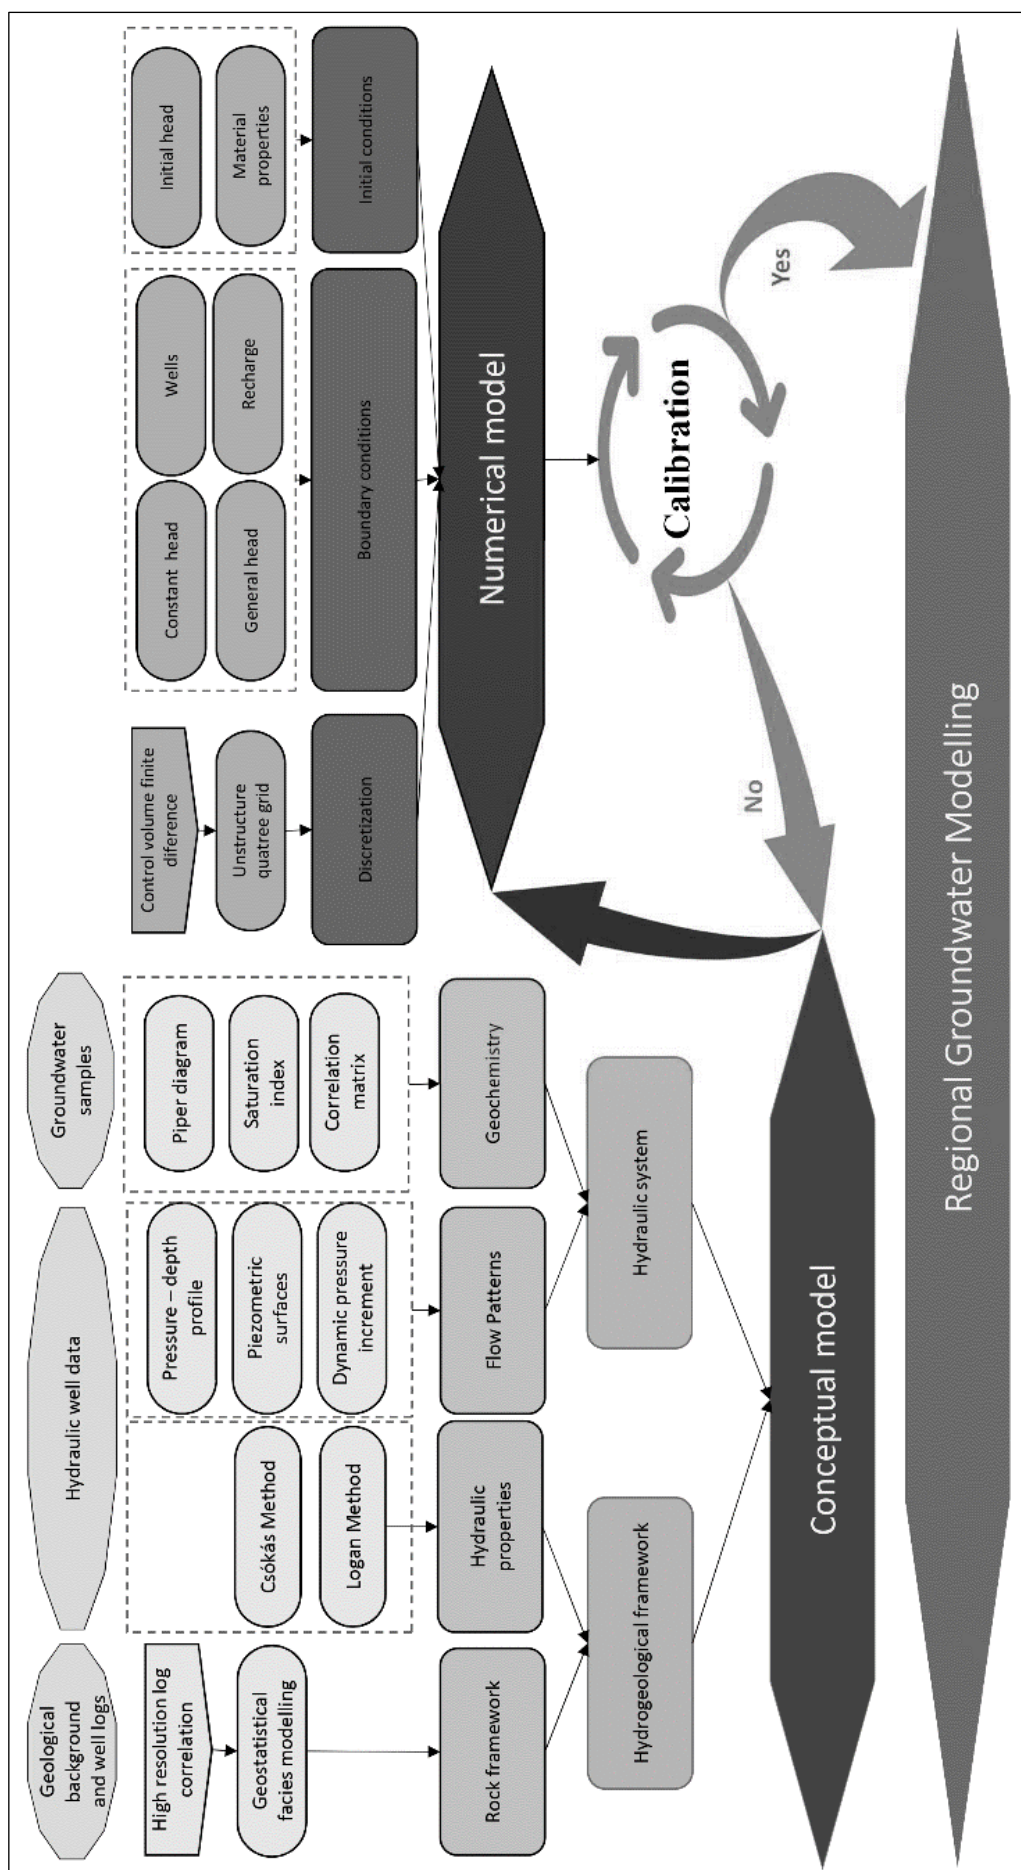 Geological
background
and well logs
Hydraulic well data
Groundwater
samples
High resolution log
correlation
Geostatistical
facies modelling
Csókás Method
Logan Method
Pressure – depth
profile
Piezometric
surfaces
Dynamic pressure
increment
Piper diagram
Saturation
index
Correlation
matrix
Rock framework
Hydraulic
properties
Flow Patterns
Geochemistry
Hydrogeological framework
Hydraulic system
Conceptual model
Control volume finite
diference
Unstructure
quatree grid
Discretization
Constant head
Wells
General head
Recharge
Boundary conditions
Initial head
Material
properties
Initial conditions
Numerical model
Calibration
No
Yes
Regional Groundwater Modelling